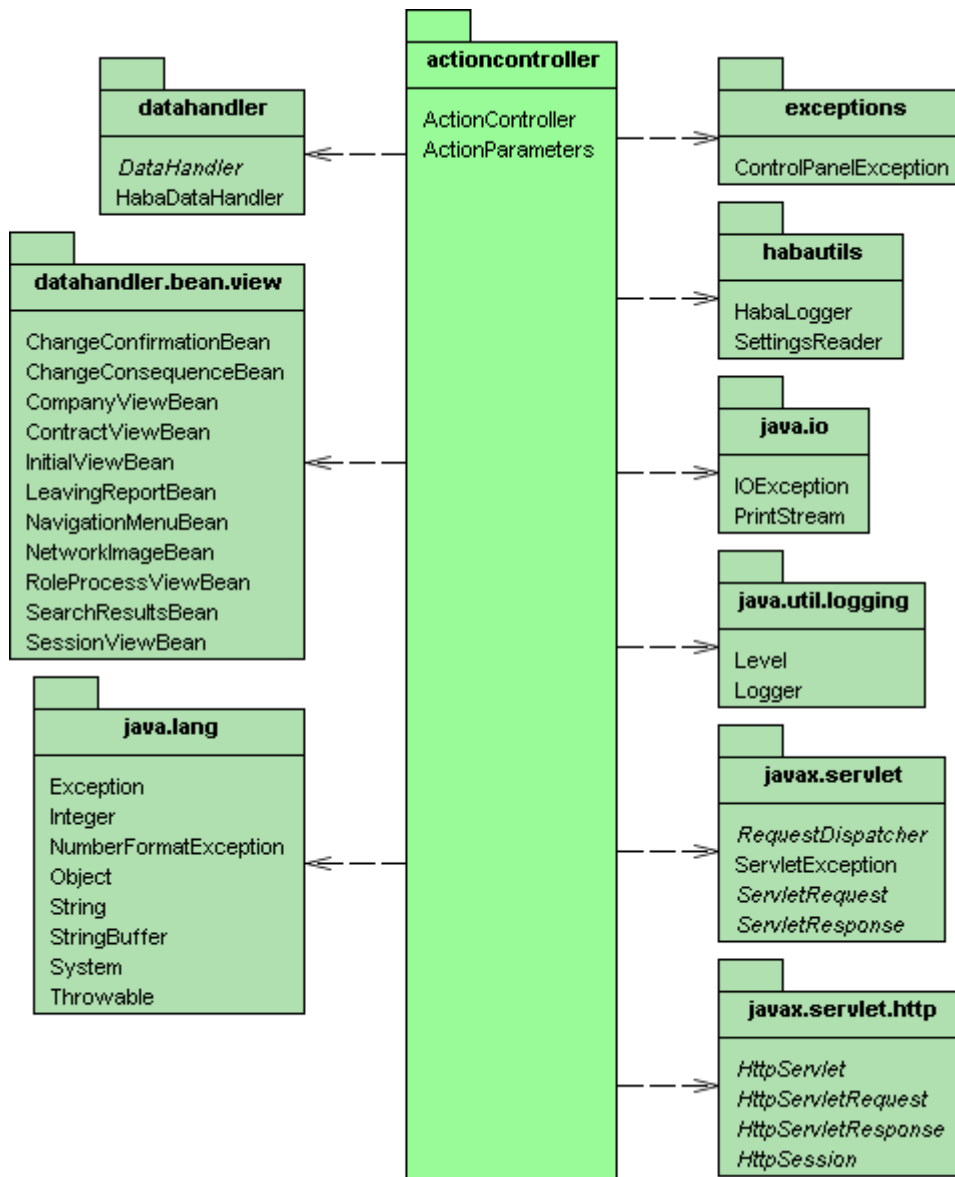 datahandler
DataHandler
HabaDataHandler
datahandler.bean.view
ChangeConfirmationBean
ChangeConsequenceBean
CompanyViewBean
ContractViewBean
InitialViewBean
LeavingReportBean
NavigationMenuBean
NetworkImageBean
RoleProcessViewBean
SearchResultsBean
SessionViewBean
java.lang
Exception
Integer
NumberFormatException
Object
String
StringBuffer
System
Throwable
actioncontroller
ActionController
ActionParameters
exceptions
ControlPanelException
habautils
HabaLogger
SettingsReader
java.io
IOException
PrintStream
java.util.logging
Level
Logger
javax.servlet
RequestDispatcher
ServletException
ServletRequest
ServletResponse
javax.servlet.http
HttpServlet
HttpServletRequest
HttpServletResponse
HttpSession